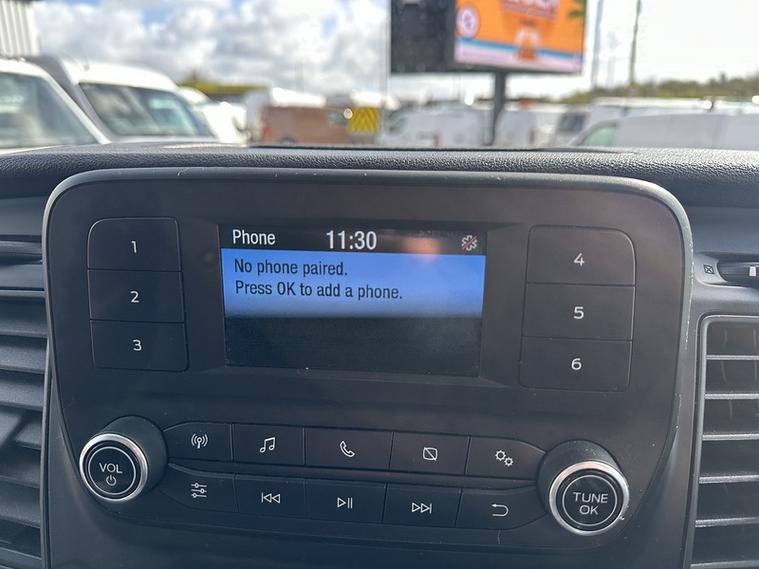 Phone 11:30
No phone paired.
Press OK to add a phone.
1
2
3
4
5
6
VOL
TUNE
OK